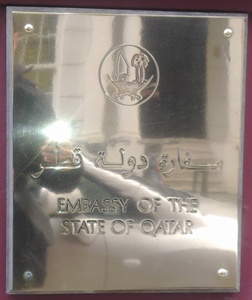 سفارة دولة قطر
EMBASSY OF THE
STATE OF QATAR